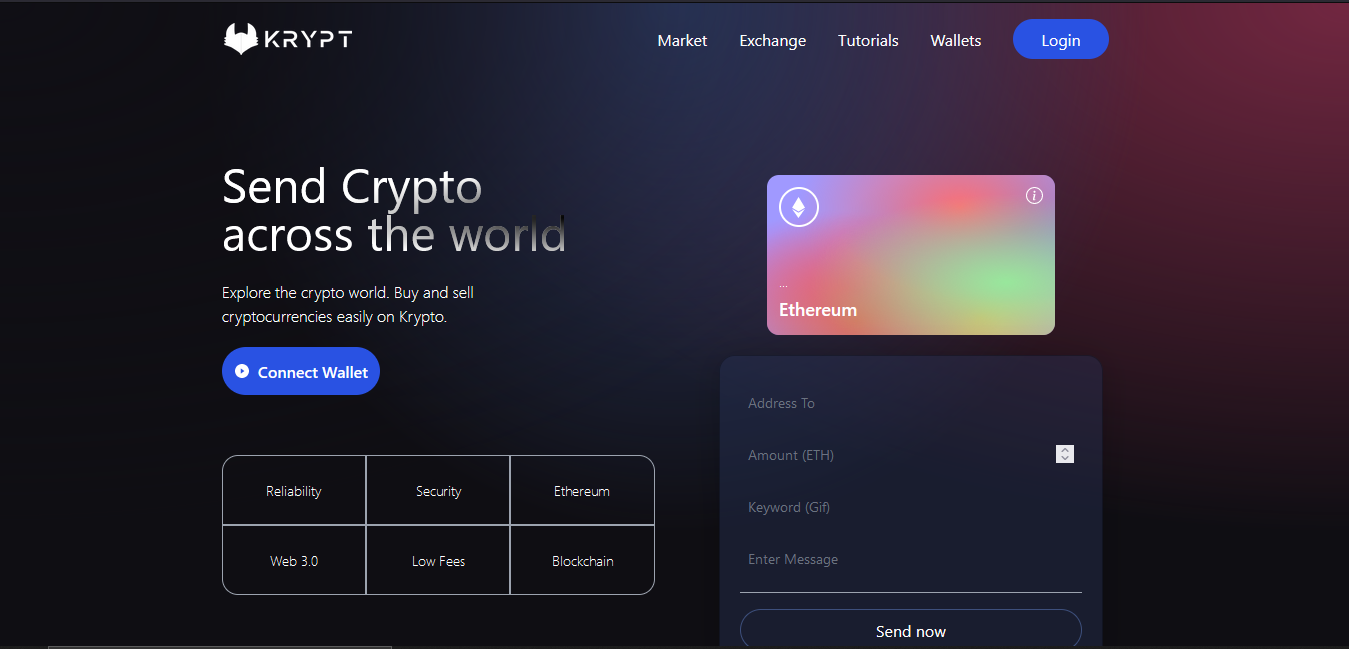 KRYPT
Market
Exchange
Tutorials
Wallets
Login
Send Crypto
across the world
Explore the crypto world. Buy and sell
cryptocurrencies easily on Krypto.
Connect Wallet
Reliability
Security
Ethereum
Web 3.0
Low Fees
Blockchain
i
...
Ethereum
Address To
Amount (ETH)
Keyword (Gif)
Enter Message
Send now